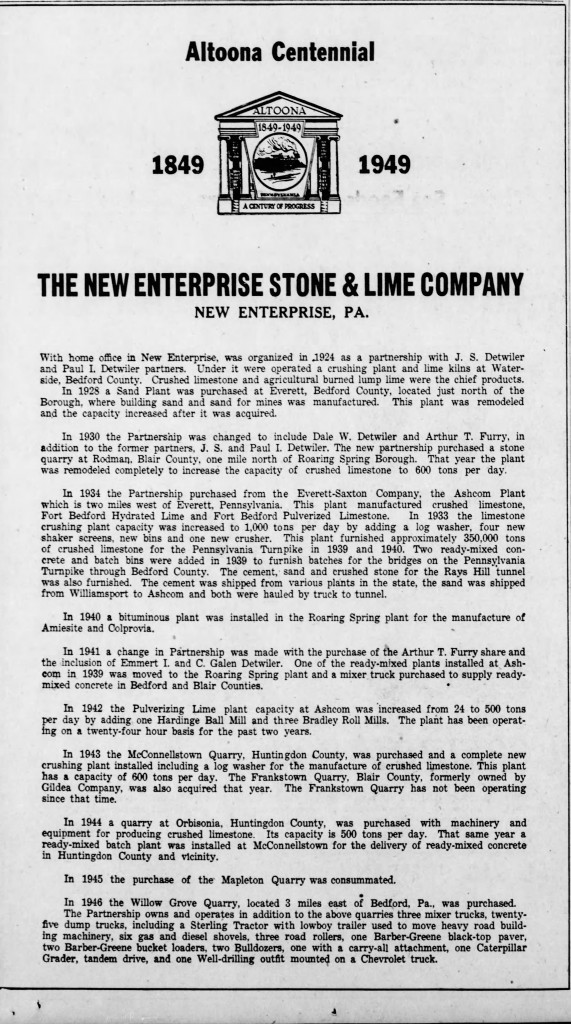 Altoona Centennial
ALTOONA
1849-1949
1849
1949
PENNSYLVANIA
A CENTURY OF PROGRESS
THE NEW ENTERPRISE STONE & LIME COMPANY
NEW ENTERPRISE, PA.
With home office in New Enterprise, was organized in 1924 as a partnership with J. S. Detwiler
and Paul I. Detwiler partners. Under it were operated a crushing plant and lime kilns at Water-
side, Bedford County. Crushed limestone and agricultural burned lump lime were the chief products.
In 1928 a Sand Plant was purchased at Everett, Bedford County, located just north of the
Borough, where building sand and sand for mines was manufactured. This plant was remodeled
and the capacity increased after it was acquired.
In 1930 the Partnership was changed to include Dale W. Detwiler and Arthur T. Furry, in
addition to the former partners, J. S. and Paul I. Detwiler. The new partnership purchased a stone
quarry at Rodman, Blair County, one mile north of Roaring Spring Borough. That year the plant
was remodeled completely to increase the capacity of crushed limestone to 600 tons per day.
In 1934 the Partnership purchased from the Everett-Saxton Company, the Ashcom Plant
which is two miles west of Everett, Pennsylvania. This plant manufactured crushed limestone,
Fort Bedford Hydrated Lime and Fort Bedford Pulverized Limestone. In 1933 the limestone
crushing plant capacity was increased to 1,000 tons per day by adding a log washer, four new
shaker screens, new bins and one new crusher. This plant furnished approximately 350,000 tons
of crushed limestone for the Pennsylvania Turnpike in 1939 and 1940. Two ready-mixed con-
crete and batch bins were added in 1939 to furnish batches for the bridges on the Pennsylvania
Turnpike through Bedford County. The cement, sand and crushed stone for the Rays Hill tunnel
was also furnished. The cement was shipped from various plants in the state, the sand was shipped
from Williamsport to Ashcom and both were hauled by truck to tunnel.
In 1940 a bituminous plant was installed in the Roaring Spring plant for the manufacture of
Amiesite and Colprovia.
In 1941 a change in Partnership was made with the purchase of the Arthur T. Furry share and
the inclusion of Emmert I. and C. Galen Detwiler. One of the ready-mixed plants installed at Ash-
com in 1939 was moved to the Roaring Spring plant and a mixer truck purchased to supply ready-
mixed concrete in Bedford and Blair Counties.
In 1942 the Pulverizing Lime plant capacity at Ashcom was increased from 24 to 500 tons
per day by adding one Hardinge Ball Mill and three Bradley Roll Mills. The plant has been operat-
ing on a twenty-four hour basis for the past two years.
In 1943 the McConnellstown Quarry, Huntingdon County, was purchased and a complete new
crushing plant installed including a log washer for the manufacture of crushed limestone. This plant
has a capacity of 600 tons per day. The Frankstown Quarry, Blair County, formerly owned by
Gildea Company, was also acquired that year. The Frankstown Quarry has not been operating
since that time.
In 1944 a quarry at Orbisonia, Huntingdon County, was purchased with machinery and
equipment for producing crushed limestone. Its capacity is 500 tons per day. That same year a
ready-mixed batch plant was installed at McConnellstown for the delivery of ready-mixed concrete
in Huntingdon County and vicinity.
In 1945 the purchase of the Mapleton Quarry was consummated.
In 1946 the Willow Grove Quarry, located 3 miles east of Bedford, Pa., was purchased.
The Partnership owns and operates in addition to the above quarries three mixer trucks, twenty-
five dump trucks, including a Sterling Tractor with lowboy trailer used to move heavy road build-
ing machinery, six gas and diesel shovels, three road rollers, one Barber-Greene black-top paver,
two Barber-Greene bucket loaders, two Bulldozers, one with a carry-all attachment, one Caterpillar
Grader, tandem drive, and one Well-drilling outfit mounted on a Chevrolet truck.